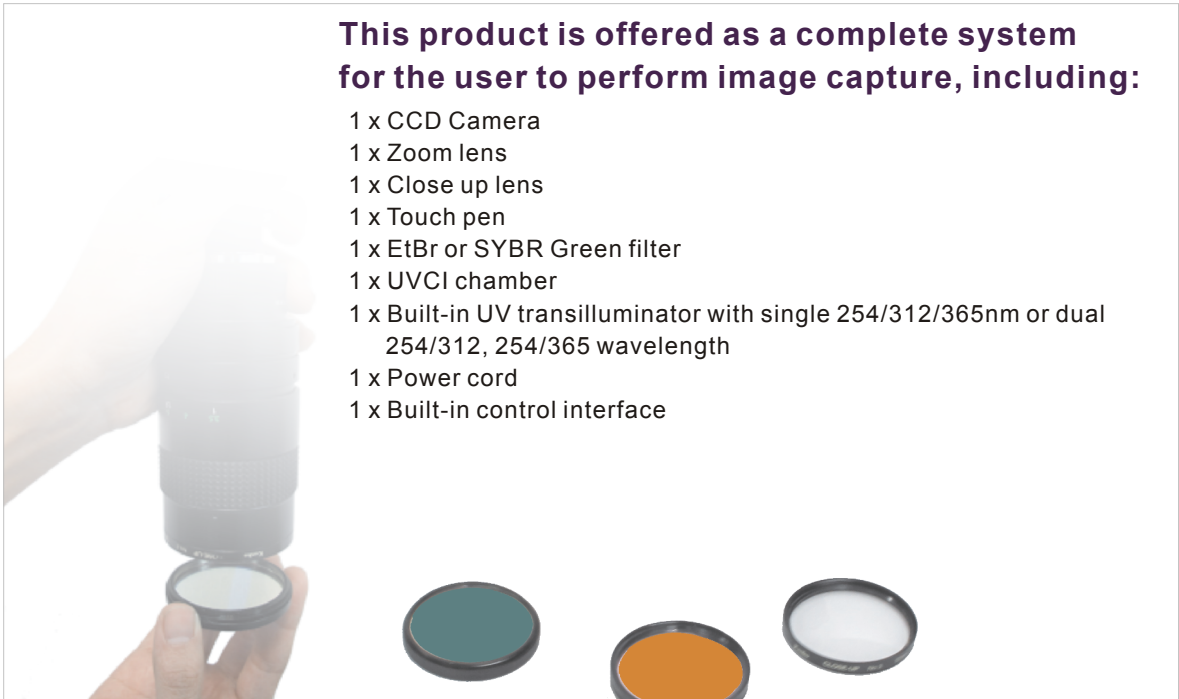 This product is offered as a complete system
for the user to perform image capture, including:
1 x CCD Camera
1 x Zoom lens
1 x Close up lens
1 x Touch pen
1 x EtBr or SYBR Green filter
1 x UVCI chamber
1 x Built-in UV transilluminator with single 254/312/365nm or dual
254/312, 254/365 wavelength
1 x Power cord
1 x Built-in control interface